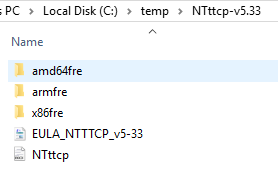 s PC > Local Disk (C:) > temp > NTttcp-v5.33
Name
amd64fre
armfre
x86fre
EULA_NTTTCP_v5-33
NTttcp